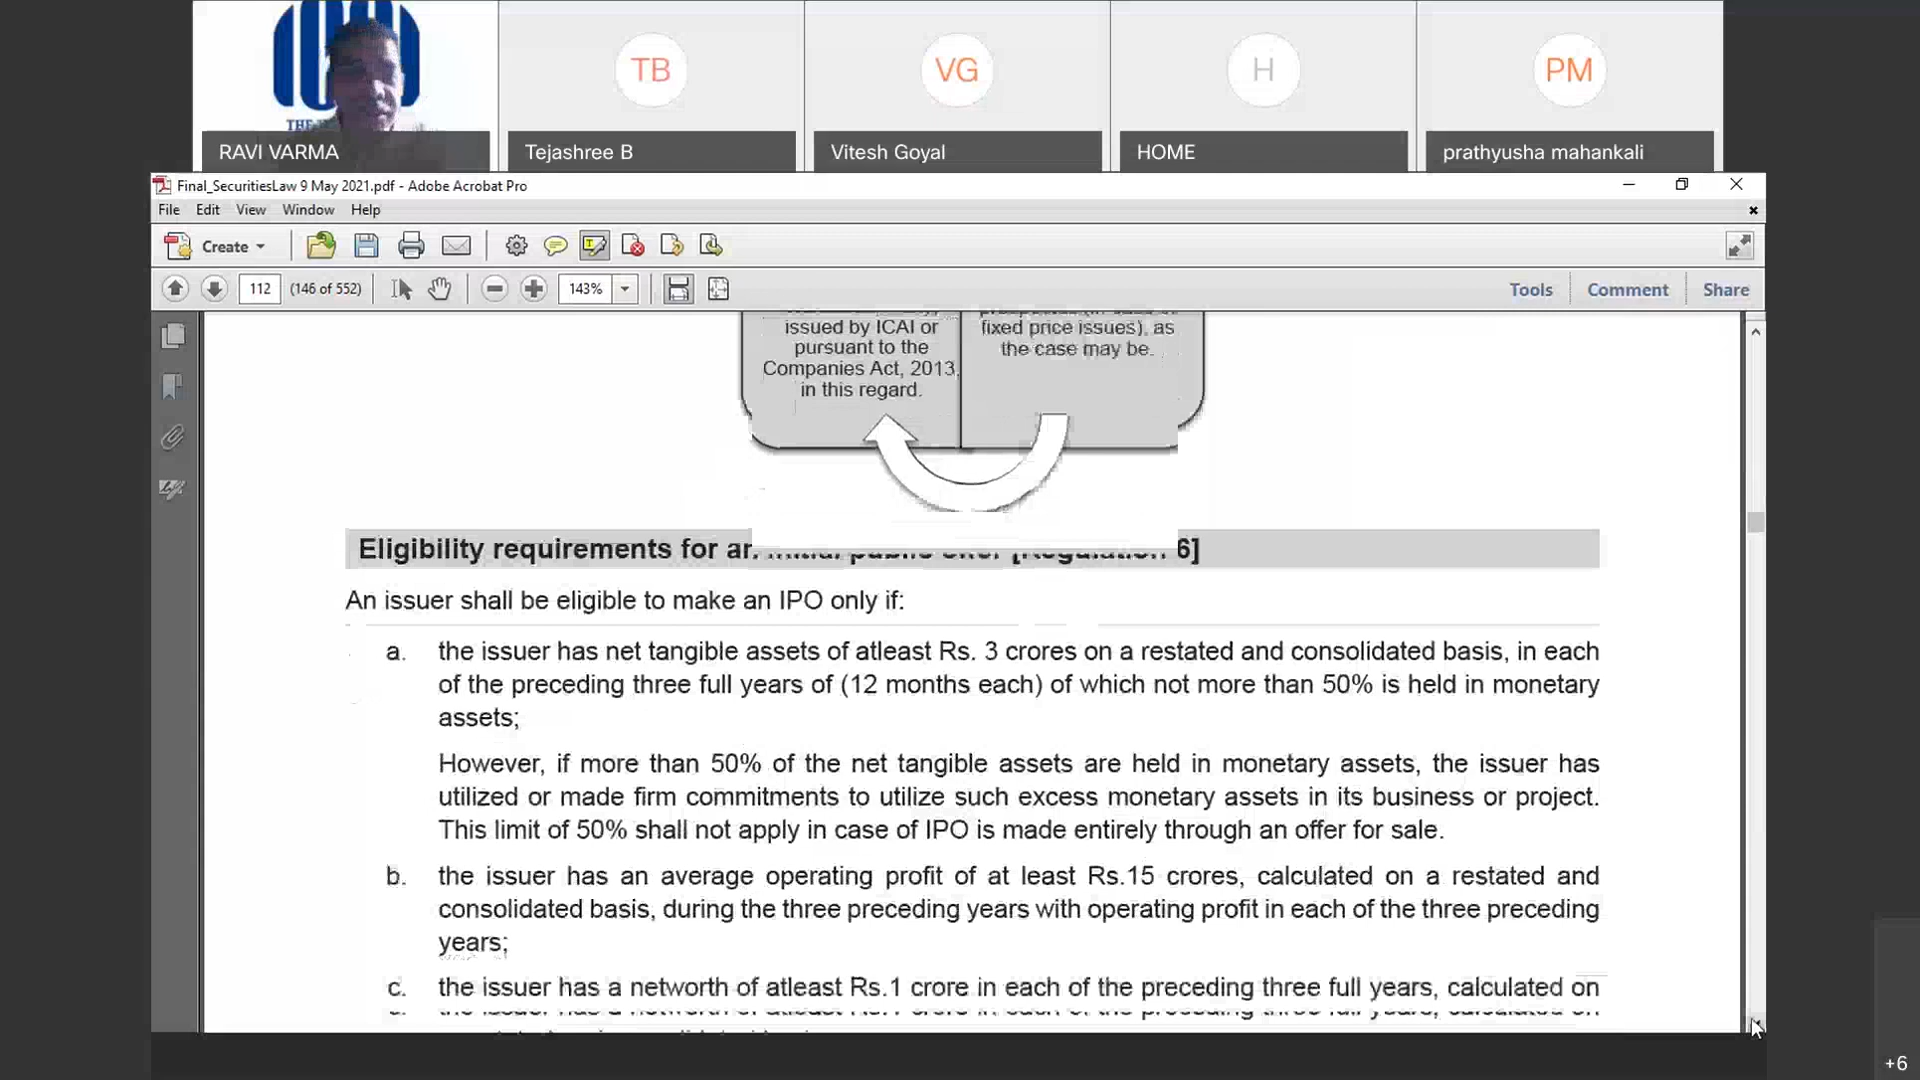 TB
VG
H
PM
THE
RAVI VARMA
Tejashree B
Vitesh Goyal
HOME
prathyusha mahankali
Final_SecuritiesLaw 9 May 2021.pdf - Adobe Acrobat Pro
File Edit View Window Help
Create
112 (146 of 552) 143% Tools Comment Share
issued by ICAI or
pursuant to the
Companies Act, 2013,
in this regard.
fixed price issues), as
the case may be.
Eligibility requirements for an initial public offer [Regulation 6]
An issuer shall be eligible to make an IPO only if:
a. the issuer has net tangible assets of atleast Rs. 3 crores on a restated and consolidated basis, in each
of the preceding three full years of (12 months each) of which not more than 50% is held in monetary
assets;
However, if more than 50% of the net tangible assets are held in monetary assets, the issuer has
utilized or made firm commitments to utilize such excess monetary assets in its business or project.
This limit of 50% shall not apply in case of IPO is made entirely through an offer for sale.
b. the issuer has an average operating profit of at least Rs.15 crores, calculated on a restated and
consolidated basis, during the three preceding years with operating profit in each of the three preceding
years;
c. the issuer has a networth of atleast Rs.1 crore in each of the preceding three full years, calculated on
+6